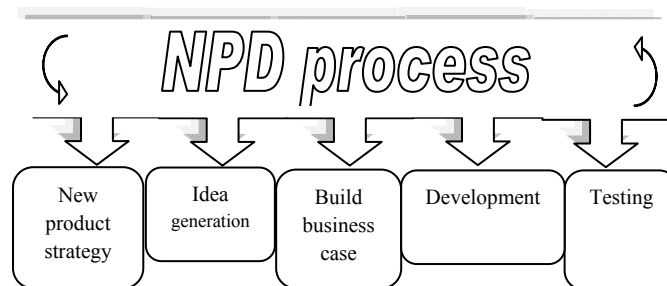 NPD process
New
product
strategy
Idea
generation
Build
business
case
Development
Testing